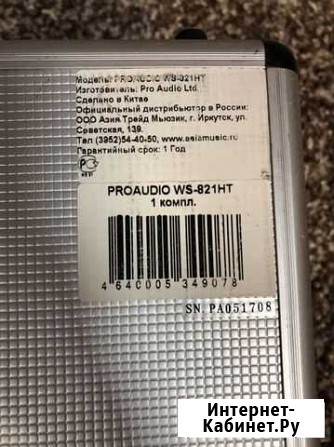 Модель: PROAUDIO WS-821HT
Изготовитель: Pro Audio Ltd.
Сделано в Китае
Официальный дистрибьютор в России:
ООО Азия Трейд Мьюзик, г. Иркутск, ул.
Советская, 139.
Тел (3952)54-40-50, www.asiamusic.ru
Гарантийный срок: 1 Год
PROAUDIO WS-821HT
1 компл.
4 640005 349078
SN. PA051708
Интернет-
Кабинет.Ру